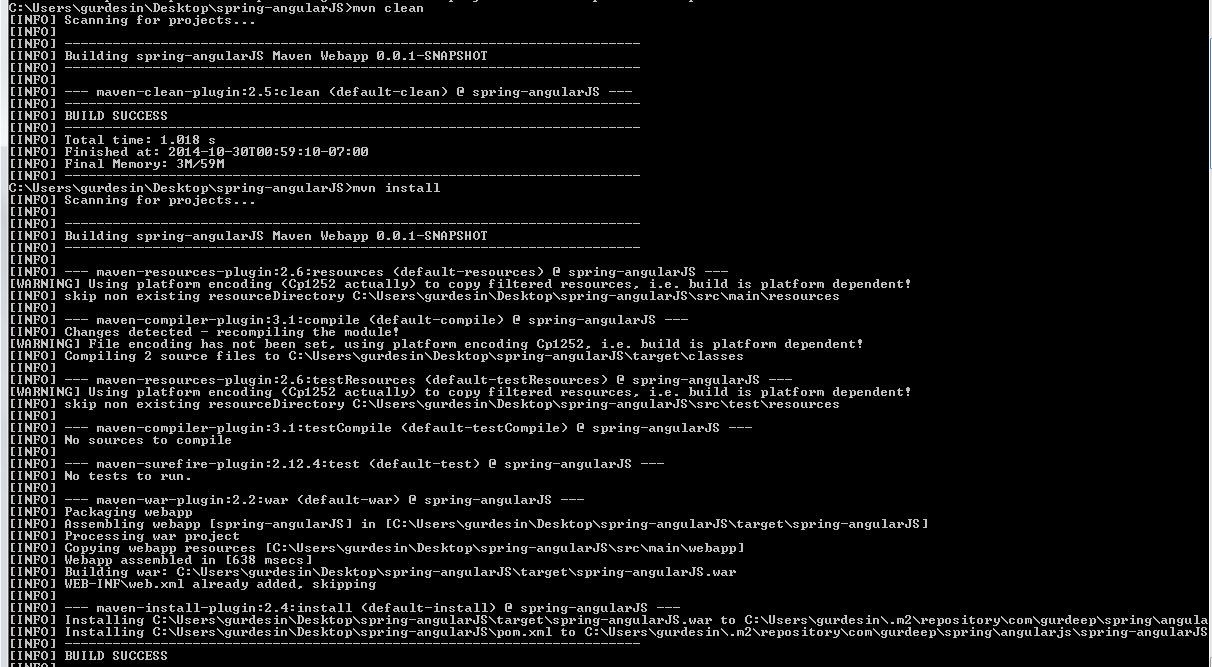 C:\Users\gurdesin\Desktop\spring-angularJS>mvn clean
[INFO] Scanning for projects...
[INFO]
[INFO] ------------------------------------------------------------------------
[INFO] Building spring-angularJS Maven Webapp 0.0.1-SNAPSHOT
[INFO] ------------------------------------------------------------------------
[INFO]
[INFO] --- maven-clean-plugin:2.5:clean (default-clean) @ spring-angularJS ---
[INFO] ------------------------------------------------------------------------
[INFO] BUILD SUCCESS
[INFO] ------------------------------------------------------------------------
[INFO] Total time: 1.018 s
[INFO] Finished at: 2014-10-30T00:59:10-07:00
[INFO] Final Memory: 3M/59M
[INFO] ------------------------------------------------------------------------
C:\Users\gurdesin\Desktop\spring-angularJS>mvn install
[INFO] Scanning for projects...
[INFO]
[INFO] ------------------------------------------------------------------------
[INFO] Building spring-angularJS Maven Webapp 0.0.1-SNAPSHOT
[INFO] ------------------------------------------------------------------------
[INFO]
[INFO] --- maven-resources-plugin:2.6:resources (default-resources) @ spring-angularJS ---
[WARNING] Using platform encoding (Cp1252 actually) to copy filtered resources, i.e. build is platform dependent!
[INFO] skip non existing resourceDirectory C:\Users\gurdesin\Desktop\spring-angularJS\src\main\resources
[INFO]
[INFO] --- maven-compiler-plugin:3.1:compile (default-compile) @ spring-angularJS ---
[INFO] Changes detected - recompiling the module!
[WARNING] File encoding has not been set, using platform encoding Cp1252, i.e. build is platform dependent!
[INFO] Compiling 2 source files to C:\Users\gurdesin\Desktop\spring-angularJS\target\classes
[INFO]
[INFO] --- maven-resources-plugin:2.6:testResources (default-testResources) @ spring-angularJS ---
[WARNING] Using platform encoding (Cp1252 actually) to copy filtered resources, i.e. build is platform dependent!
[INFO] skip non existing resourceDirectory C:\Users\gurdesin\Desktop\spring-angularJS\src\test\resources
[INFO]
[INFO] --- maven-compiler-plugin:3.1:testCompile (default-testCompile) @ spring-angularJS ---
[INFO] No sources to compile
[INFO]
[INFO] --- maven-surefire-plugin:2.12.4:test (default-test) @ spring-angularJS ---
[INFO] No tests to run.
[INFO]
[INFO] --- maven-war-plugin:2.2:war (default-war) @ spring-angularJS ---
[INFO] Packaging webapp
[INFO] Assembling webapp [spring-angularJS] in [C:\Users\gurdesin\Desktop\spring-angularJS\target\spring-angularJS]
[INFO] Processing war project
[INFO] Copying webapp resources [C:\Users\gurdesin\Desktop\spring-angularJS\src\main\webapp]
[INFO] Webapp assembled in [638 msecs]
[INFO] Building war: C:\Users\gurdesin\Desktop\spring-angularJS\target\spring-angularJS.war
[INFO] WEB-INF\web.xml already added, skipping
[INFO]
[INFO] --- maven-install-plugin:2.4:install (default-install) @ spring-angularJS ---
[INFO] Installing C:\Users\gurdesin\Desktop\spring-angularJS\target\spring-angularJS.war to C:\Users\gurdesin\.m2\repository\com\gurdeep\spring\angula
[INFO] Installing C:\Users\gurdesin\Desktop\spring-angularJS\pom.xml to C:\Users\gurdesin\.m2\repository\com\gurdeep\spring\angularjs\spring-angularJS
[INFO] ------------------------------------------------------------------------
[INFO] BUILD SUCCESS